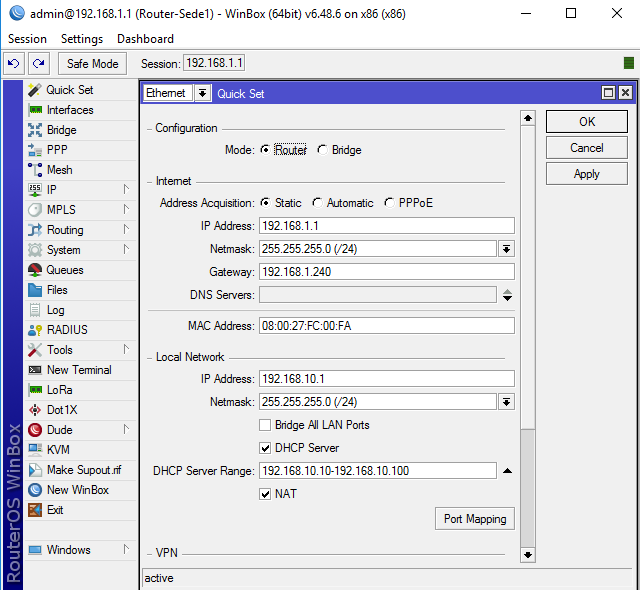 admin@192.168.1.1 (Router-Sede1) - WinBox (64bit) v6.48.6 on x86 (x86)
Session Settings Dashboard
Safe Mode Session: 192.168.1.1
Quick Set
Interfaces
Bridge
PPP
Mesh
IP
MPLS
Routing
System
Queues
Files
Log
RADIUS
Tools
New Terminal
LoRa
Dot1X
Dude
KVM
Make Supout.rif
New WinBox
Exit
Windows
RouterOS WinBox
Ethernet Quick Set
Configuration
Mode: Router Bridge
Internet
Address Acquisition: Static Automatic PPPoE
IP Address: 192.168.1.1
Netmask: 255.255.255.0 (/24)
Gateway: 192.168.1.240
DNS Servers:
MAC Address: 08:00:27:FC:00:FA
Local Network
IP Address: 192.168.10.1
Netmask: 255.255.255.0 (/24)
Bridge All LAN Ports
DHCP Server
DHCP Server Range: 192.168.10.10-192.168.10.100
NAT
Port Mapping
VPN
active
OK
Cancel
Apply